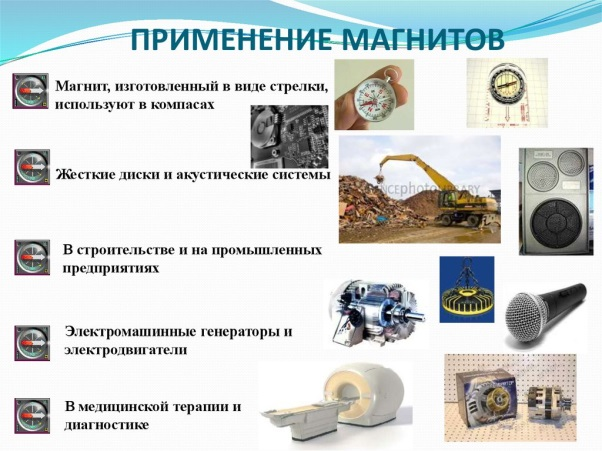 ПРИМЕНЕНИЕ МАГНИТОВ
Магнит, изготовленный в виде стрелки,
используют в компасах
Жесткие диски и акустические системы
В строительстве и на промышленных
предприятиях
Электромашинные генераторы и
электродвигатели
В медицинской терапии и
диагностике